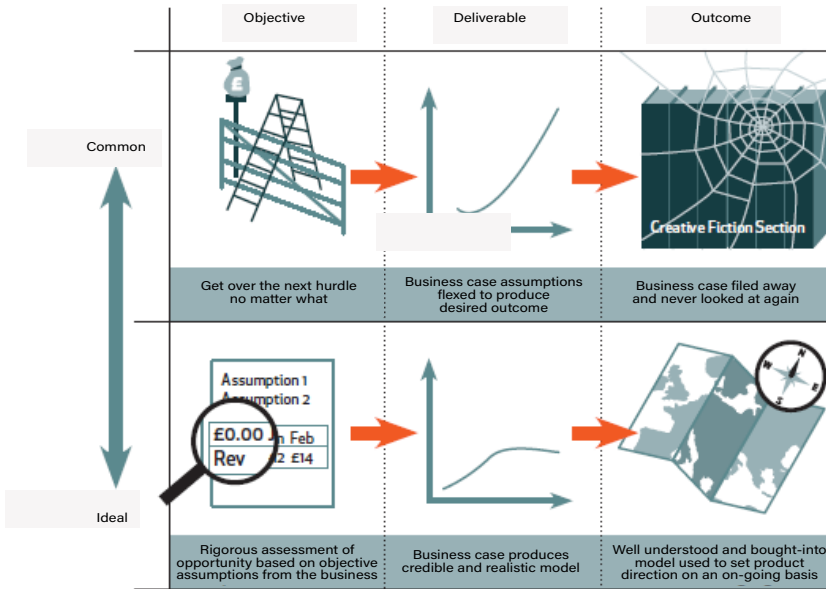 Objective
Deliverable
Outcome
Common
£
Creative Fiction Section
Get over the next hurdle
no matter what
Business case assumptions
flexed to produce
desired outcome
Business case filed away
and never looked at again
Assumption 1
Assumption 2
£0.00 Jn Feb
Rev 12 £14
N
W
E
S
Ideal
Rigorous assessment of
opportunity based on objective
assumptions from the business
Business case produces
credible and realistic model
Well understood and bought-into
model used to set product
direction on an on-going basis